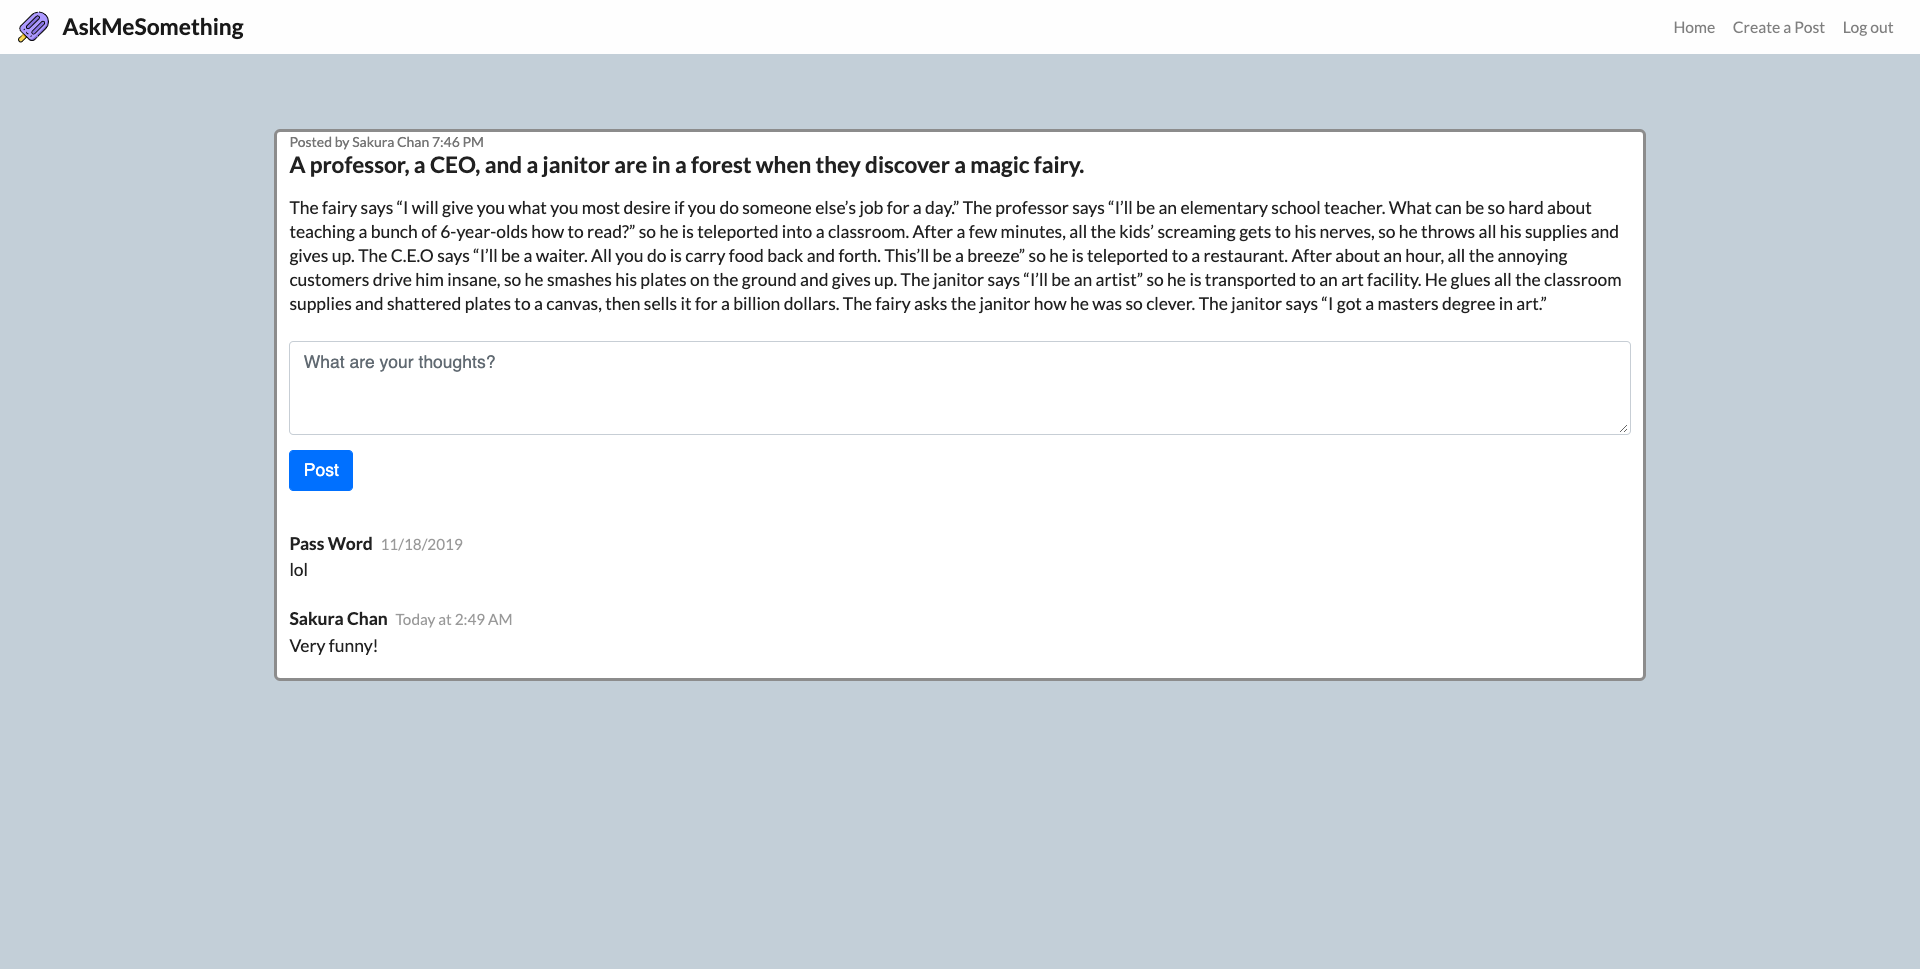 AskMeSomething
Home Create a Post Log out
Posted by Sakura Chan 7:46 PM
A professor, a CEO, and a janitor are in a forest when they discover a magic fairy.
The fairy says “I will give you what you most desire if you do someone else’s job for a day.” The professor says “I’ll be an elementary school teacher. What can be so hard about
teaching a bunch of 6-year-olds how to read?” so he is teleported into a classroom. After a few minutes, all the kids’ screaming gets to his nerves, so he throws all his supplies and
gives up. The C.E.O says “I’ll be a waiter. All you do is carry food back and forth. This’ll be a breeze” so he is teleported to a restaurant. After about an hour, all the annoying
customers drive him insane, so he smashes his plates on the ground and gives up. The janitor says “I’ll be an artist” so he is transported to an art facility. He glues all the classroom
supplies and shattered plates to a canvas, then sells it for a billion dollars. The fairy asks the janitor how he was so clever. The janitor says “I got a masters degree in art.”
What are your thoughts?
Post
Pass Word 11/18/2019
lol
Sakura Chan Today at 2:49 AM
Very funny!